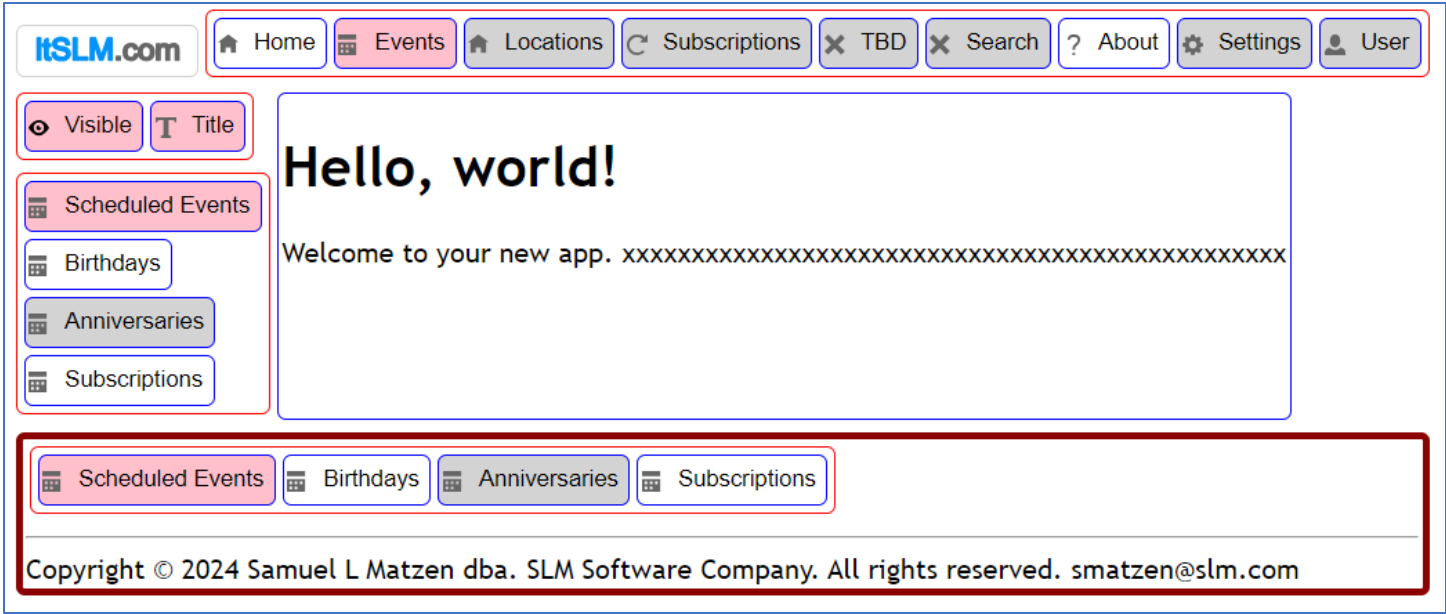 ItSLM.com Home Events Locations Subscriptions TBD Search ? About Settings User
Visible T Title
Hello, world!
Scheduled Events
Welcome to your new app. xxxxxxxxxxxxxxxxxxxxxxxxxxxxxxxxxxxxxxxxxxxxxxxx
Birthdays
Anniversaries
Subscriptions
Scheduled Events Birthdays Anniversaries Subscriptions
Copyright © 2024 Samuel L Matzen dba. SLM Software Company. All rights reserved. smatzen@slm.com